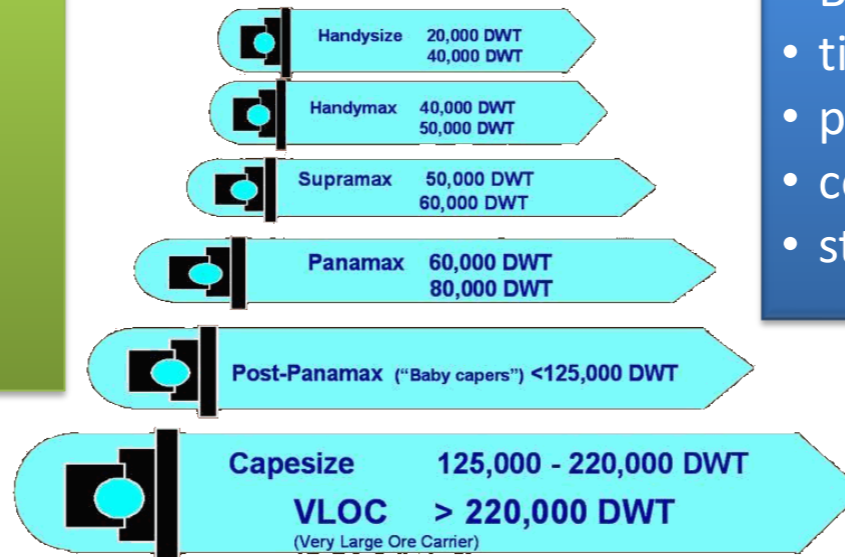 Handysize 20,000 DWT
40,000 DWT
Handymax 40,000 DWT
50,000 DWT
Supramax 50,000 DWT
60,000 DWT
Panamax 60,000 DWT
80,000 DWT
Post-Panamax ("Baby capers") <125,000 DWT
Capesize 125,000 - 220,000 DWT
VLOC > 220,000 DWT
(Very Large Ore Carrier)
• ti
• p
• c
• st